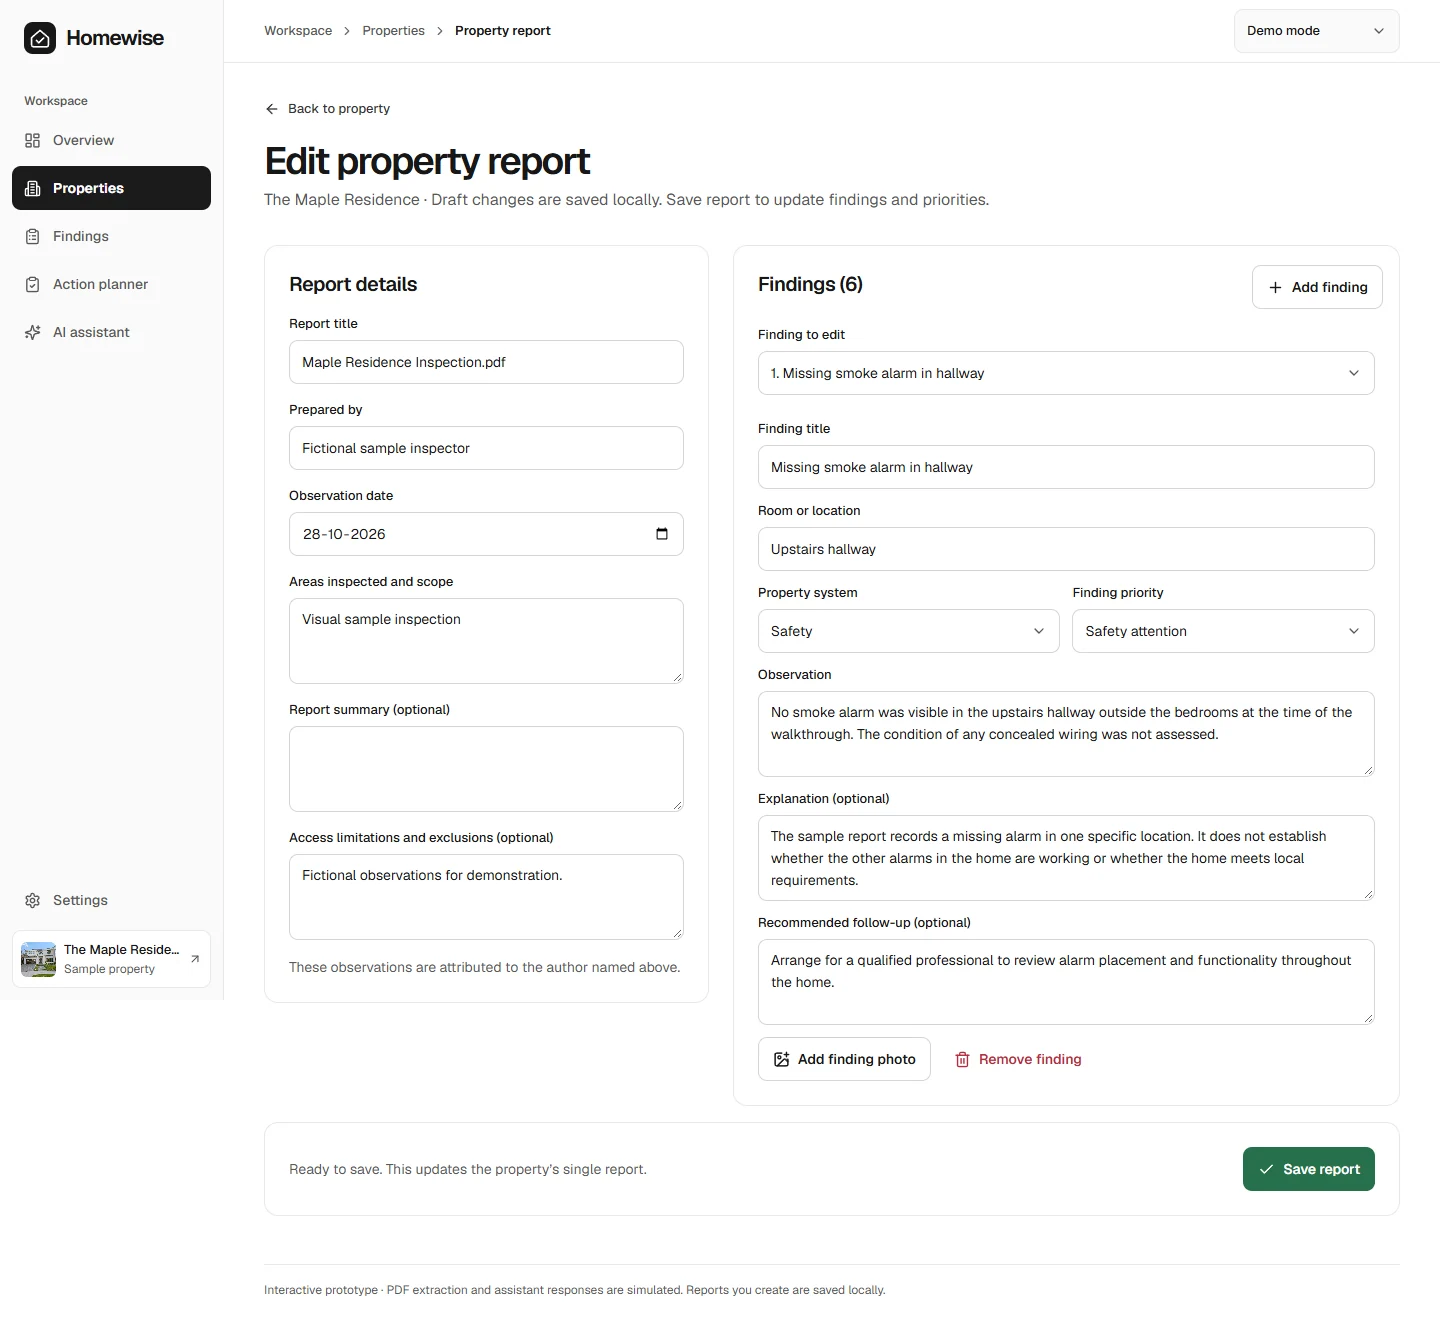 Homewise
Workspace
Overview
Properties
Findings
Action planner
AI assistant
Settings
The Maple Reside...
Sample property
Workspace > Properties > Property report
Demo mode
Back to property
Edit property report
The Maple Residence · Draft changes are saved locally. Save report to update findings and priorities.
Report details
Report title
Maple Residence Inspection.pdf
Prepared by
Fictional sample inspector
Observation date
28-10-2026
Areas inspected and scope
Visual sample inspection
Report summary (optional)
Access limitations and exclusions (optional)
Fictional observations for demonstration.
These observations are attributed to the author named above.
Findings (6)
Add finding
Finding to edit
1. Missing smoke alarm in hallway
Finding title
Missing smoke alarm in hallway
Room or location
Upstairs hallway
Property system
Safety
Finding priority
Safety attention
Observation
No smoke alarm was visible in the upstairs hallway outside the bedrooms at the time of the
walkthrough. The condition of any concealed wiring was not assessed.
Explanation (optional)
The sample report records a missing alarm in one specific location. It does not establish
whether the other alarms in the home are working or whether the home meets local
requirements.
Recommended follow-up (optional)
Arrange for a qualified professional to review alarm placement and functionality throughout
the home.
Add finding photo
Remove finding
Ready to save. This updates the property's single report.
Save report
Interactive prototype · PDF extraction and assistant responses are simulated. Reports you create are saved locally.